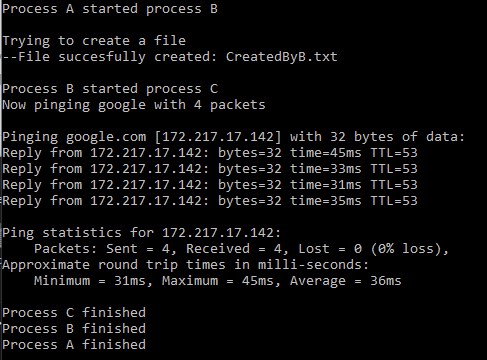 Process A started process B
Trying to create a file
--File succesfully created: CreatedByB.txt
Process B started process C
Now pinging google with 4 packets
Pinging google.com [172.217.17.142] with 32 bytes of data:
Reply from 172.217.17.142: bytes=32 time=45ms TTL=53
Reply from 172.217.17.142: bytes=32 time=33ms TTL=53
Reply from 172.217.17.142: bytes=32 time=31ms TTL=53
Reply from 172.217.17.142: bytes=32 time=35ms TTL=53
Ping statistics for 172.217.17.142:
    Packets: Sent = 4, Received = 4, Lost = 0 (0% loss),
Approximate round trip times in milli-seconds:
    Minimum = 31ms, Maximum = 45ms, Average = 36ms
Process C finished
Process B finished
Process A finished